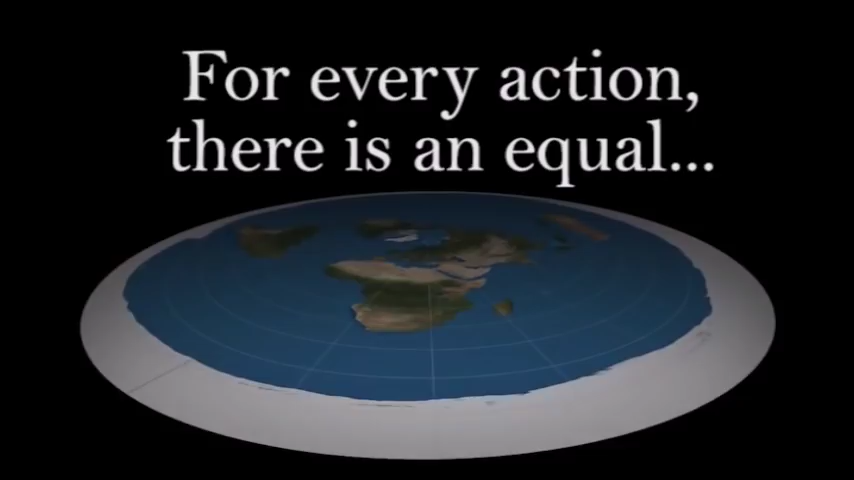 For every action,
there is an equal...